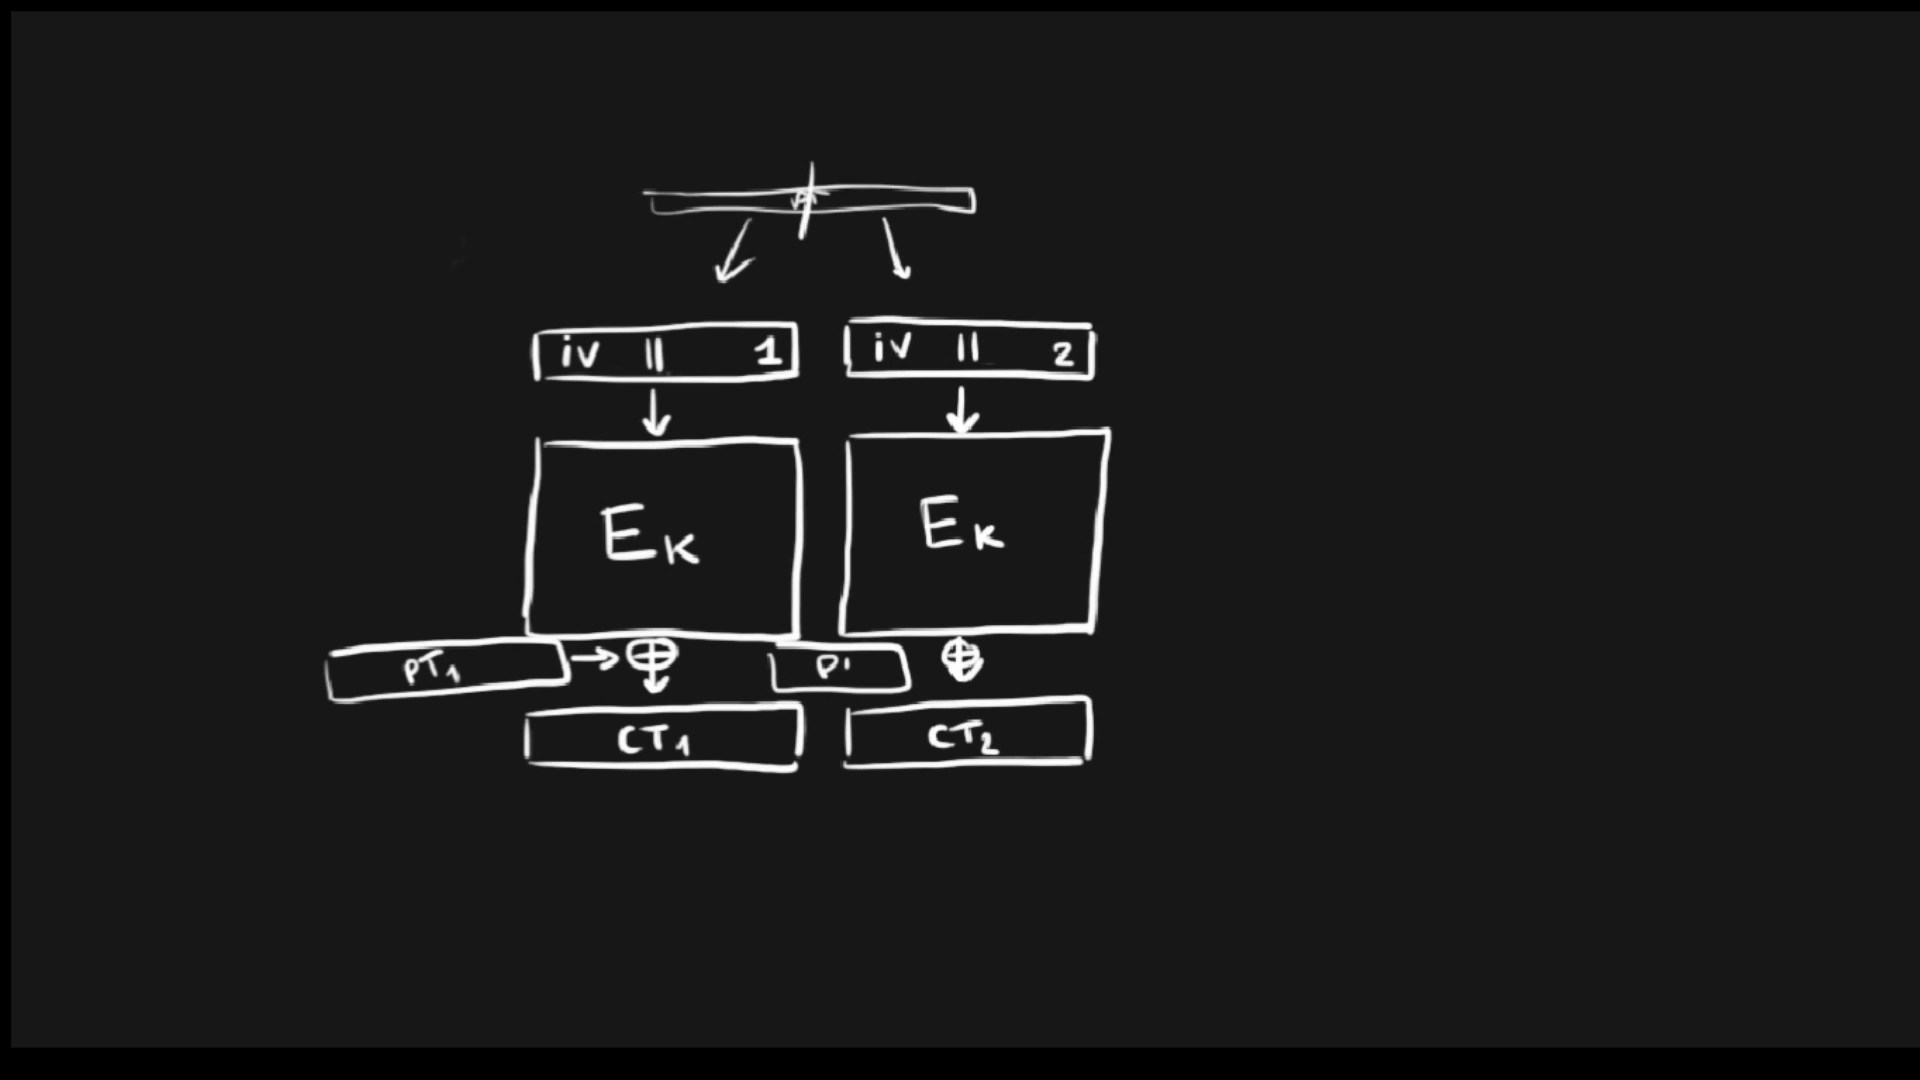 iv || 1
iv || 2
EK
EK
PT1
P'
CT1
CT2